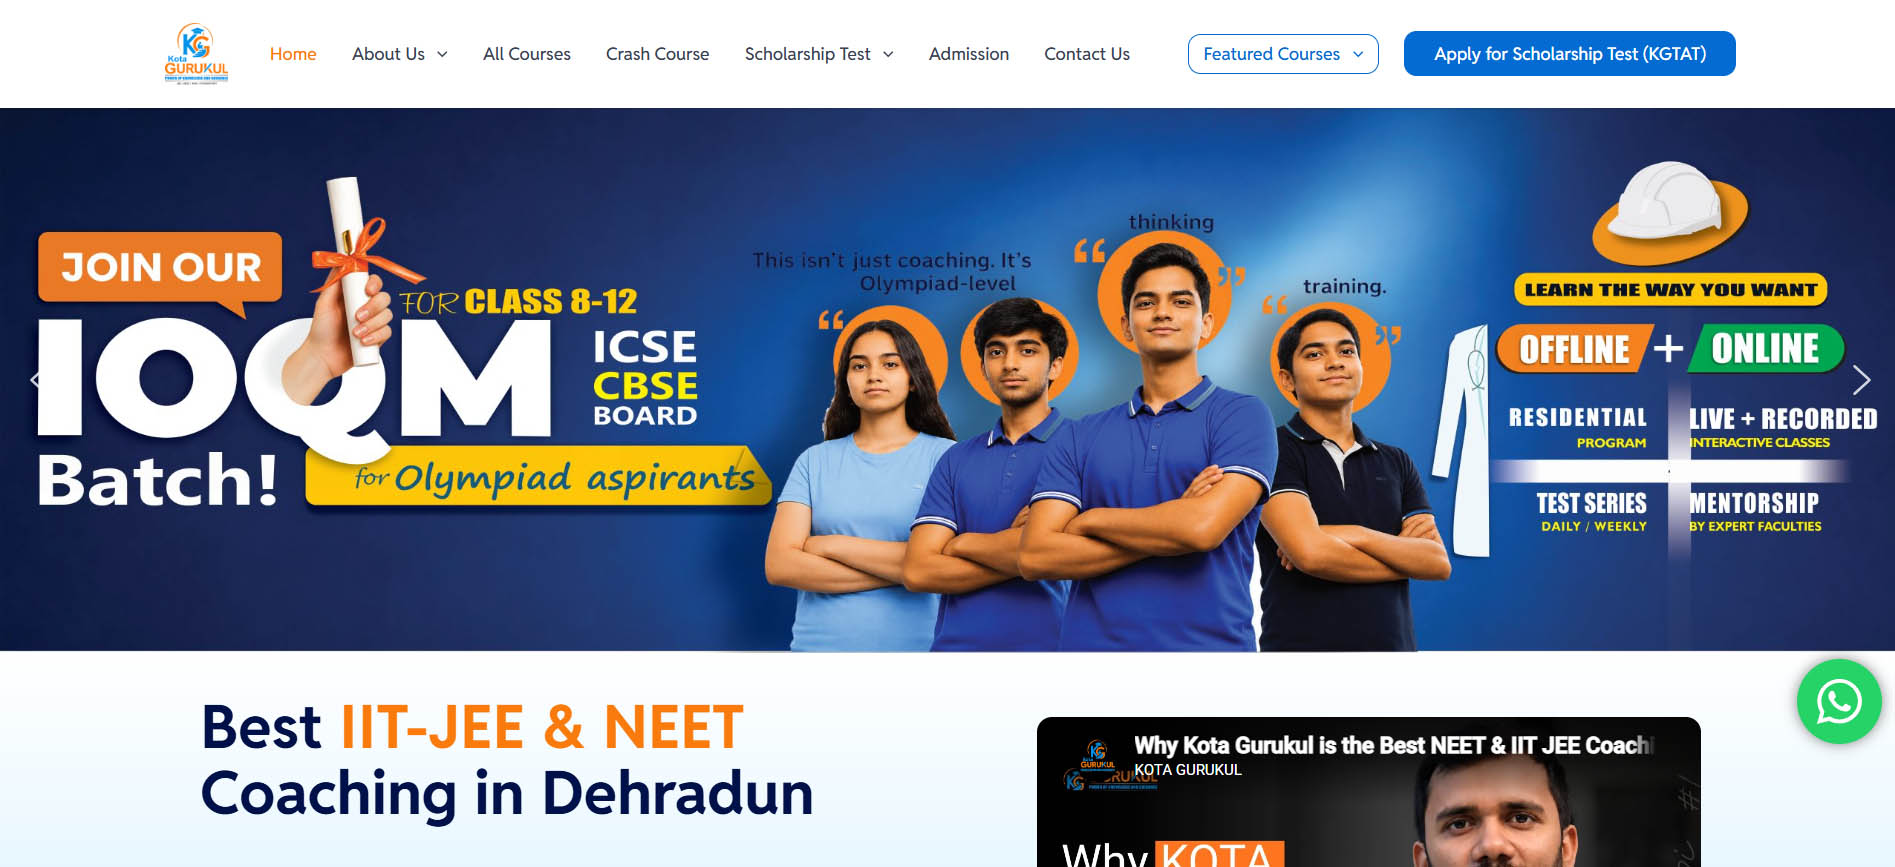 Kota
GURUKUL
Home
About Us
All Courses
Crash Course
Scholarship Test
Admission
Contact Us
Featured Courses
Apply for Scholarship Test (KGTAT)
JOIN OUR
FOR CLASS 8-12
IOQM
ICSE
CBSE
BOARD
Batch!
for Olympiad aspirants
This isn't just coaching. It's
Olympiad-level
thinking
training.
LEARN THE WAY YOU WANT
OFFLINE + ONLINE
RESIDENTIAL
PROGRAM
LIVE + RECORDED
INTERACTIVE CLASSES
TEST SERIES
DAILY / WEEKLY
MENTORSHIP
BY EXPERT FACULTIES
Best IIT-JEE & NEET
Coaching in Dehradun
Why Kota Gurukul is the Best NEET & IIT JEE Coachi
KOTA GURUKUL
GURUKUL
Why KOTA